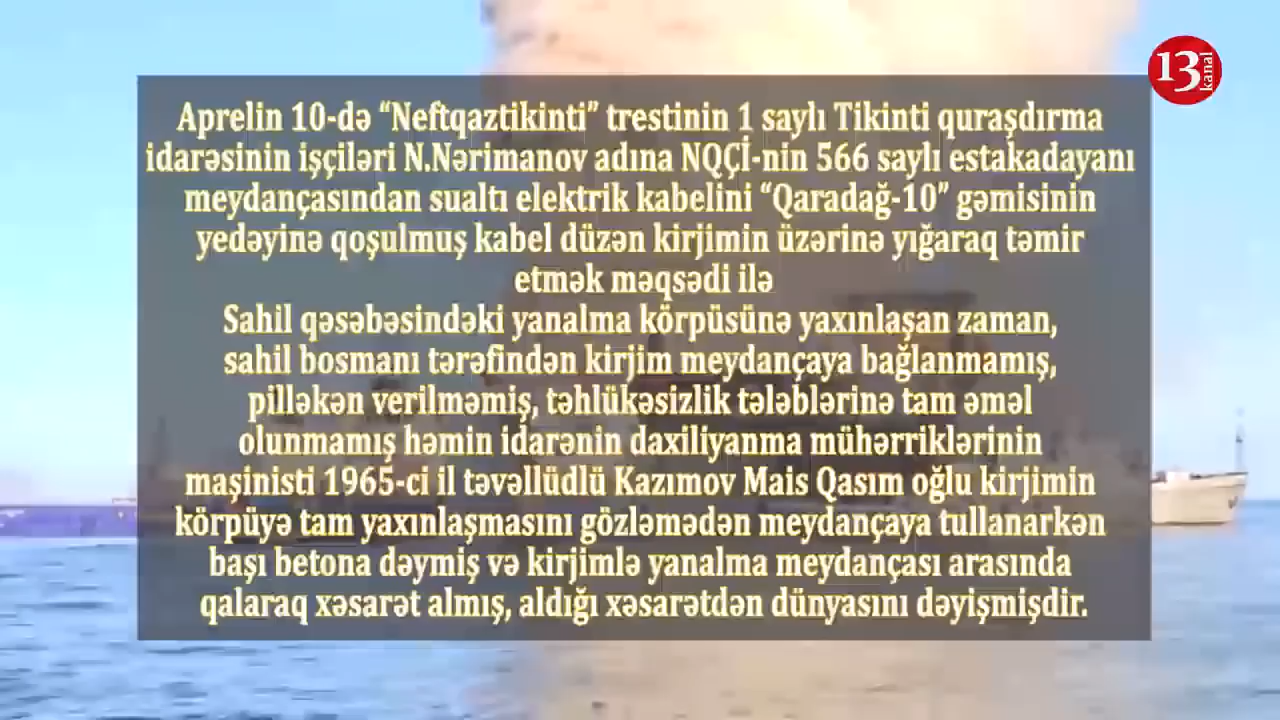 13 kanal
Aprelin 10-də “Neftqaztikinti” trestinin 1 saylı Tikinti quraşdırma
idarəsinin işçiləri N.Nərimanov adına NQÇİ-nin 566 saylı estakadayanı
meydançasından sualtı elektrik kabelini “Qaradağ-10” gəmisinin
yedəyinə qoşulmuş kabel düzən kirjimin üzərinə yığaraq təmir
etmək məqsədi ilə
Sahil qəsəbəsindəki yanalma körpüsünə yaxınlaşan zaman,
sahil bosmanı tərəfindən kirjim meydançaya bağlanmamış,
pilləkən verilməmiş, təhlükəsizlik tələblərinə tam əməl
olunmamış həmin idarənin daxiliyanma mühərriklərinin
maşinisti 1965-ci il təvəllüdlü Kazımov Mais Qasım oğlu kirjimin
körpüyə tam yaxınlaşmasını gözləmədən meydançaya tullanarkən
başı betona dəymiş və kirjimlə yanalma meydançası arasında
qalaraq xəsarət almış, aldığı xəsarətdən dünyasını dəyişmişdir.